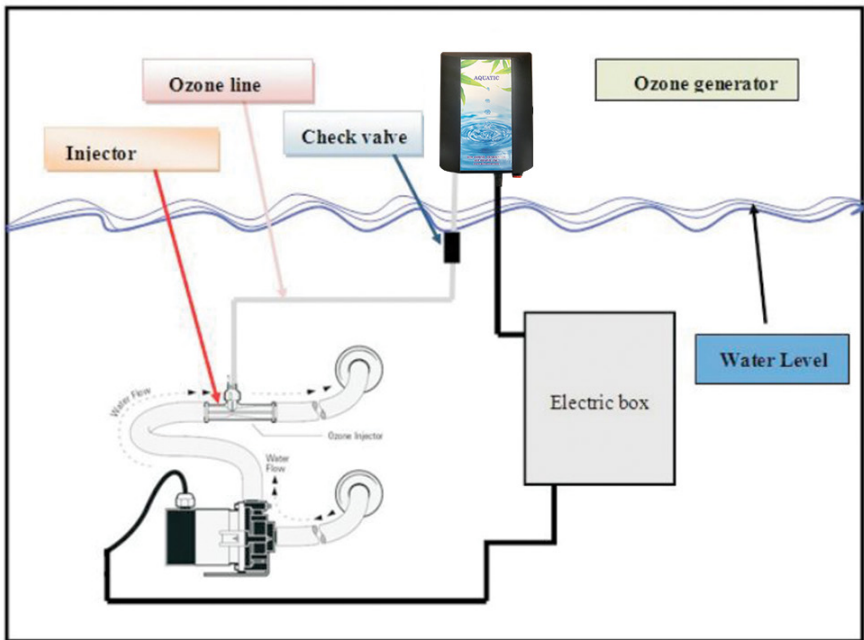 AQUATIC
Ozone line
Ozone generator
Check valve
Injector
Water Level
Electric box
Water Flow
Ozone Injector
Water
Flow